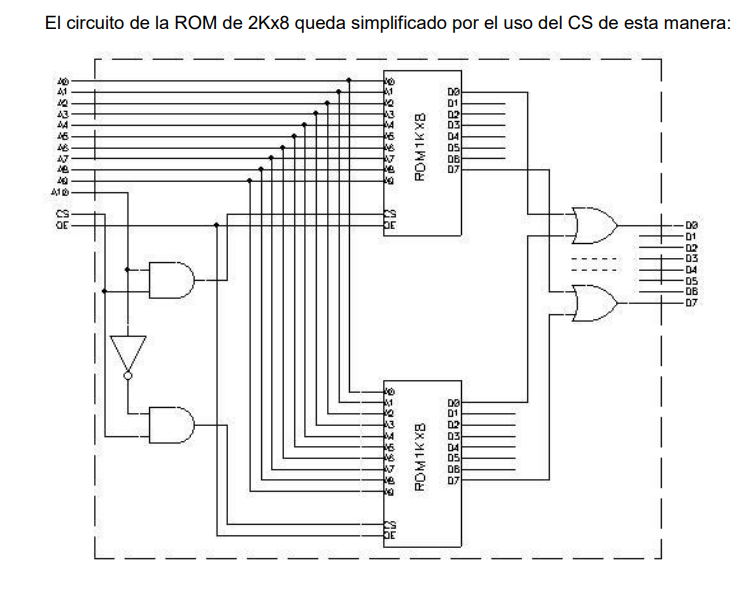 El circuito de la ROM de 2Kx8 queda simplificado por el uso del CS de esta manera:
A0
A1
A2
A3
A4
A5
A6
A7
A8
A9
A10
CS
OE
A0
A1
A2
A3
A4
A5
A6
A7
A8
A9
CS
OE
ROM1KX8
D0
D1
D2
D3
D4
D5
D6
D7
D0
D1
D2
D3
D4
D5
D6
D7
A0
A1
A2
A3
A4
A5
A6
A7
A8
A9
CS
OE
ROM1KX8
D0
D1
D2
D3
D4
D5
D6
D7